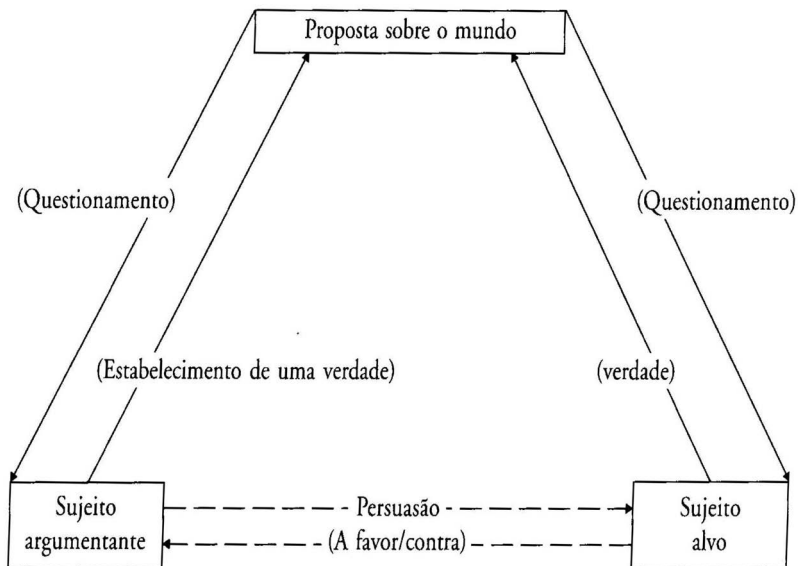 Proposta sobre o mundo
(Questionamento)
(Questionamento)
(Estabelecimento de uma verdade)
(verdade)
Sujeito
argumentante
Persuasão
(A favor/contra)
Sujeito
alvo